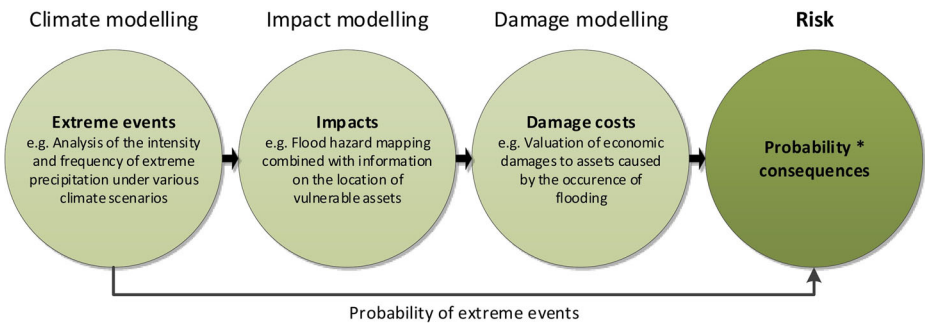 Climate modelling
Impact modelling
Damage modelling
Risk
Extreme events
e.g. Analysis of the intensity
and frequency of extreme
precipitation under various
climate scenarios
Impacts
e.g. Flood hazard mapping
combined with information
on the location of
vulnerable assets
Damage costs
e.g. Valuation of economic
damages to assets caused
by the occurence of
flooding
Probability *
consequences
Probability of extreme events